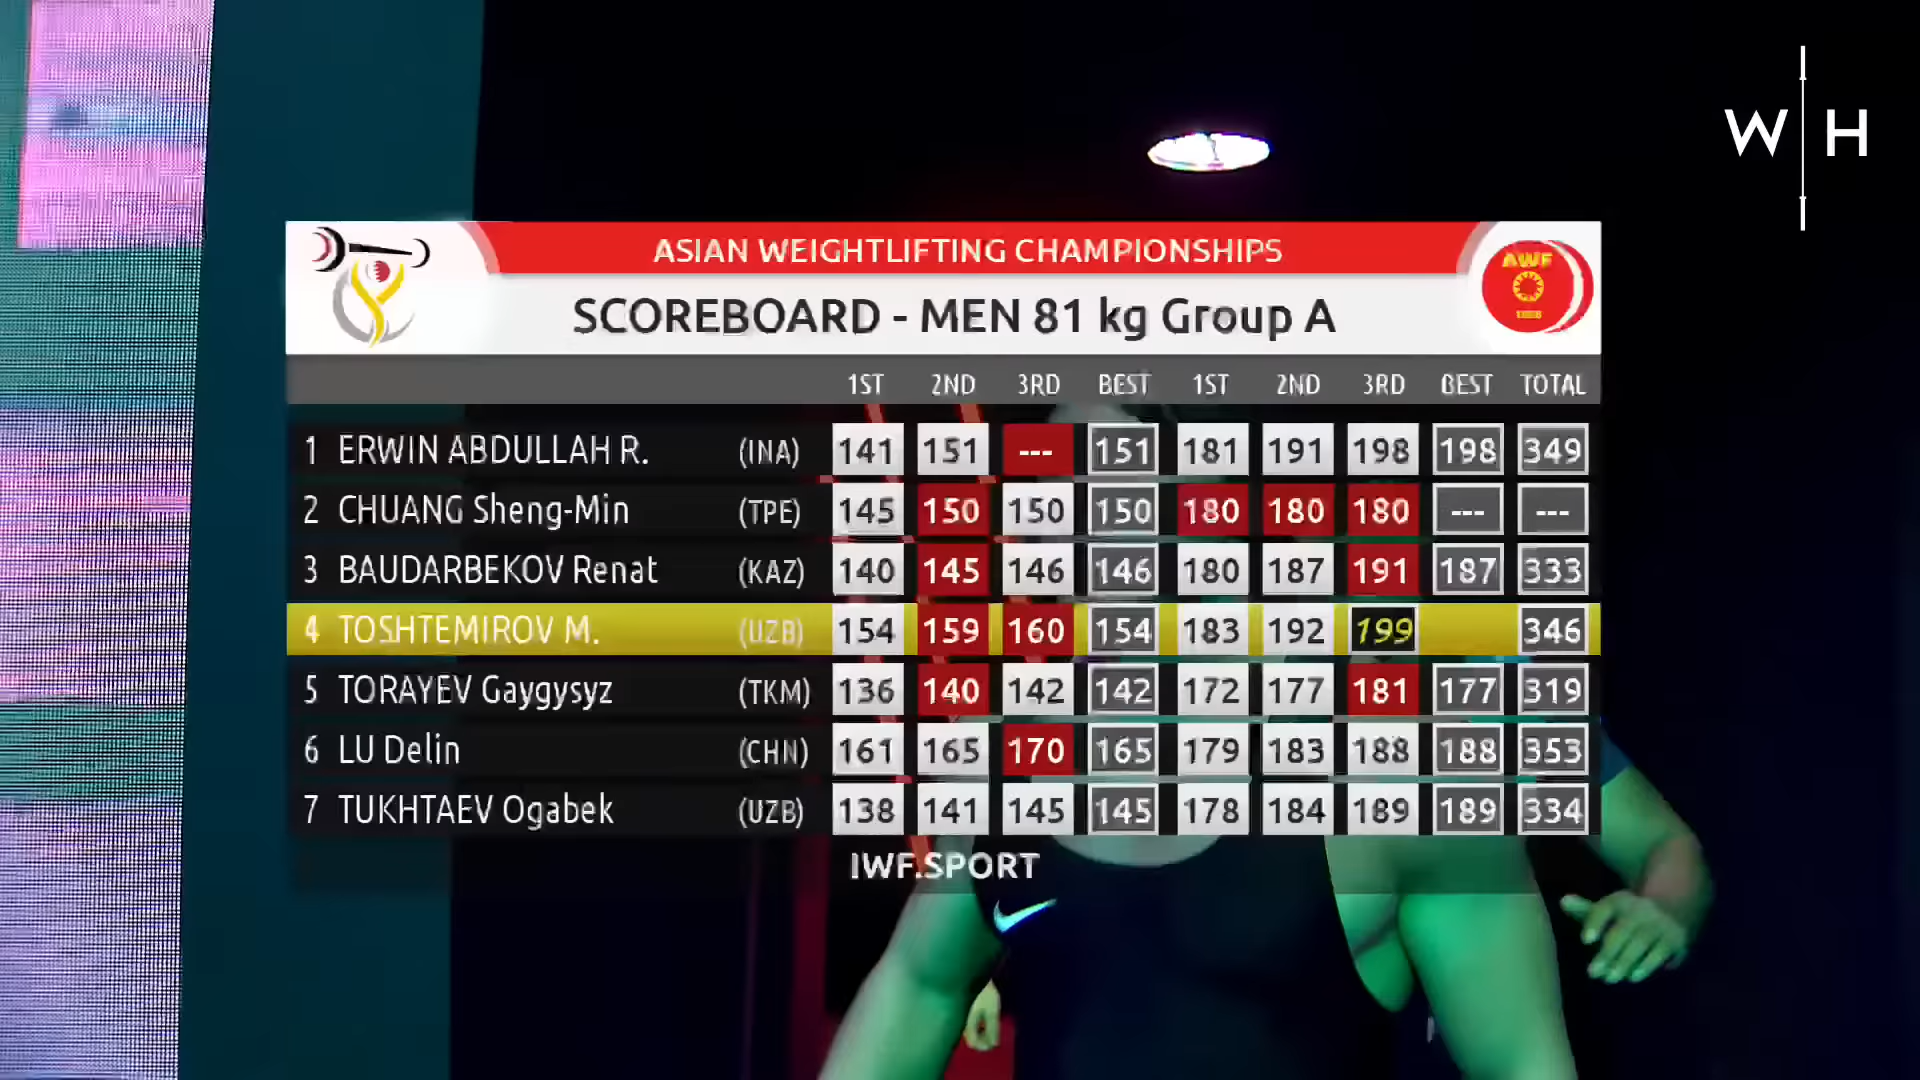 W H
ASIAN WEIGHTLIFTING CHAMPIONSHIPS
AWF
SCOREBOARD - MEN 81 kg Group A
1ST 2ND 3RD BEST 1ST 2ND 3RD BEST TOTAL
1 ERWIN ABDULLAH R. (INA) 141 151 --- 151 181 191 198 198 349
2 CHUANG Sheng-Min (TPE) 145 150 150 150 180 180 180 --- ---
3 BAUDARBEKOV Renat (KAZ) 140 145 146 146 180 187 191 187 333
4 TOSHTEMIROV M. (UZB) 154 159 160 154 183 192 199 346
5 TORAYEV Gaygysyz (TKM) 136 140 142 142 172 177 181 177 319
6 LU Delin (CHN) 161 165 170 165 179 183 188 188 353
7 TUKHTAEV Ogabek (UZB) 138 141 145 145 178 184 189 189 334
IWF.SPORT